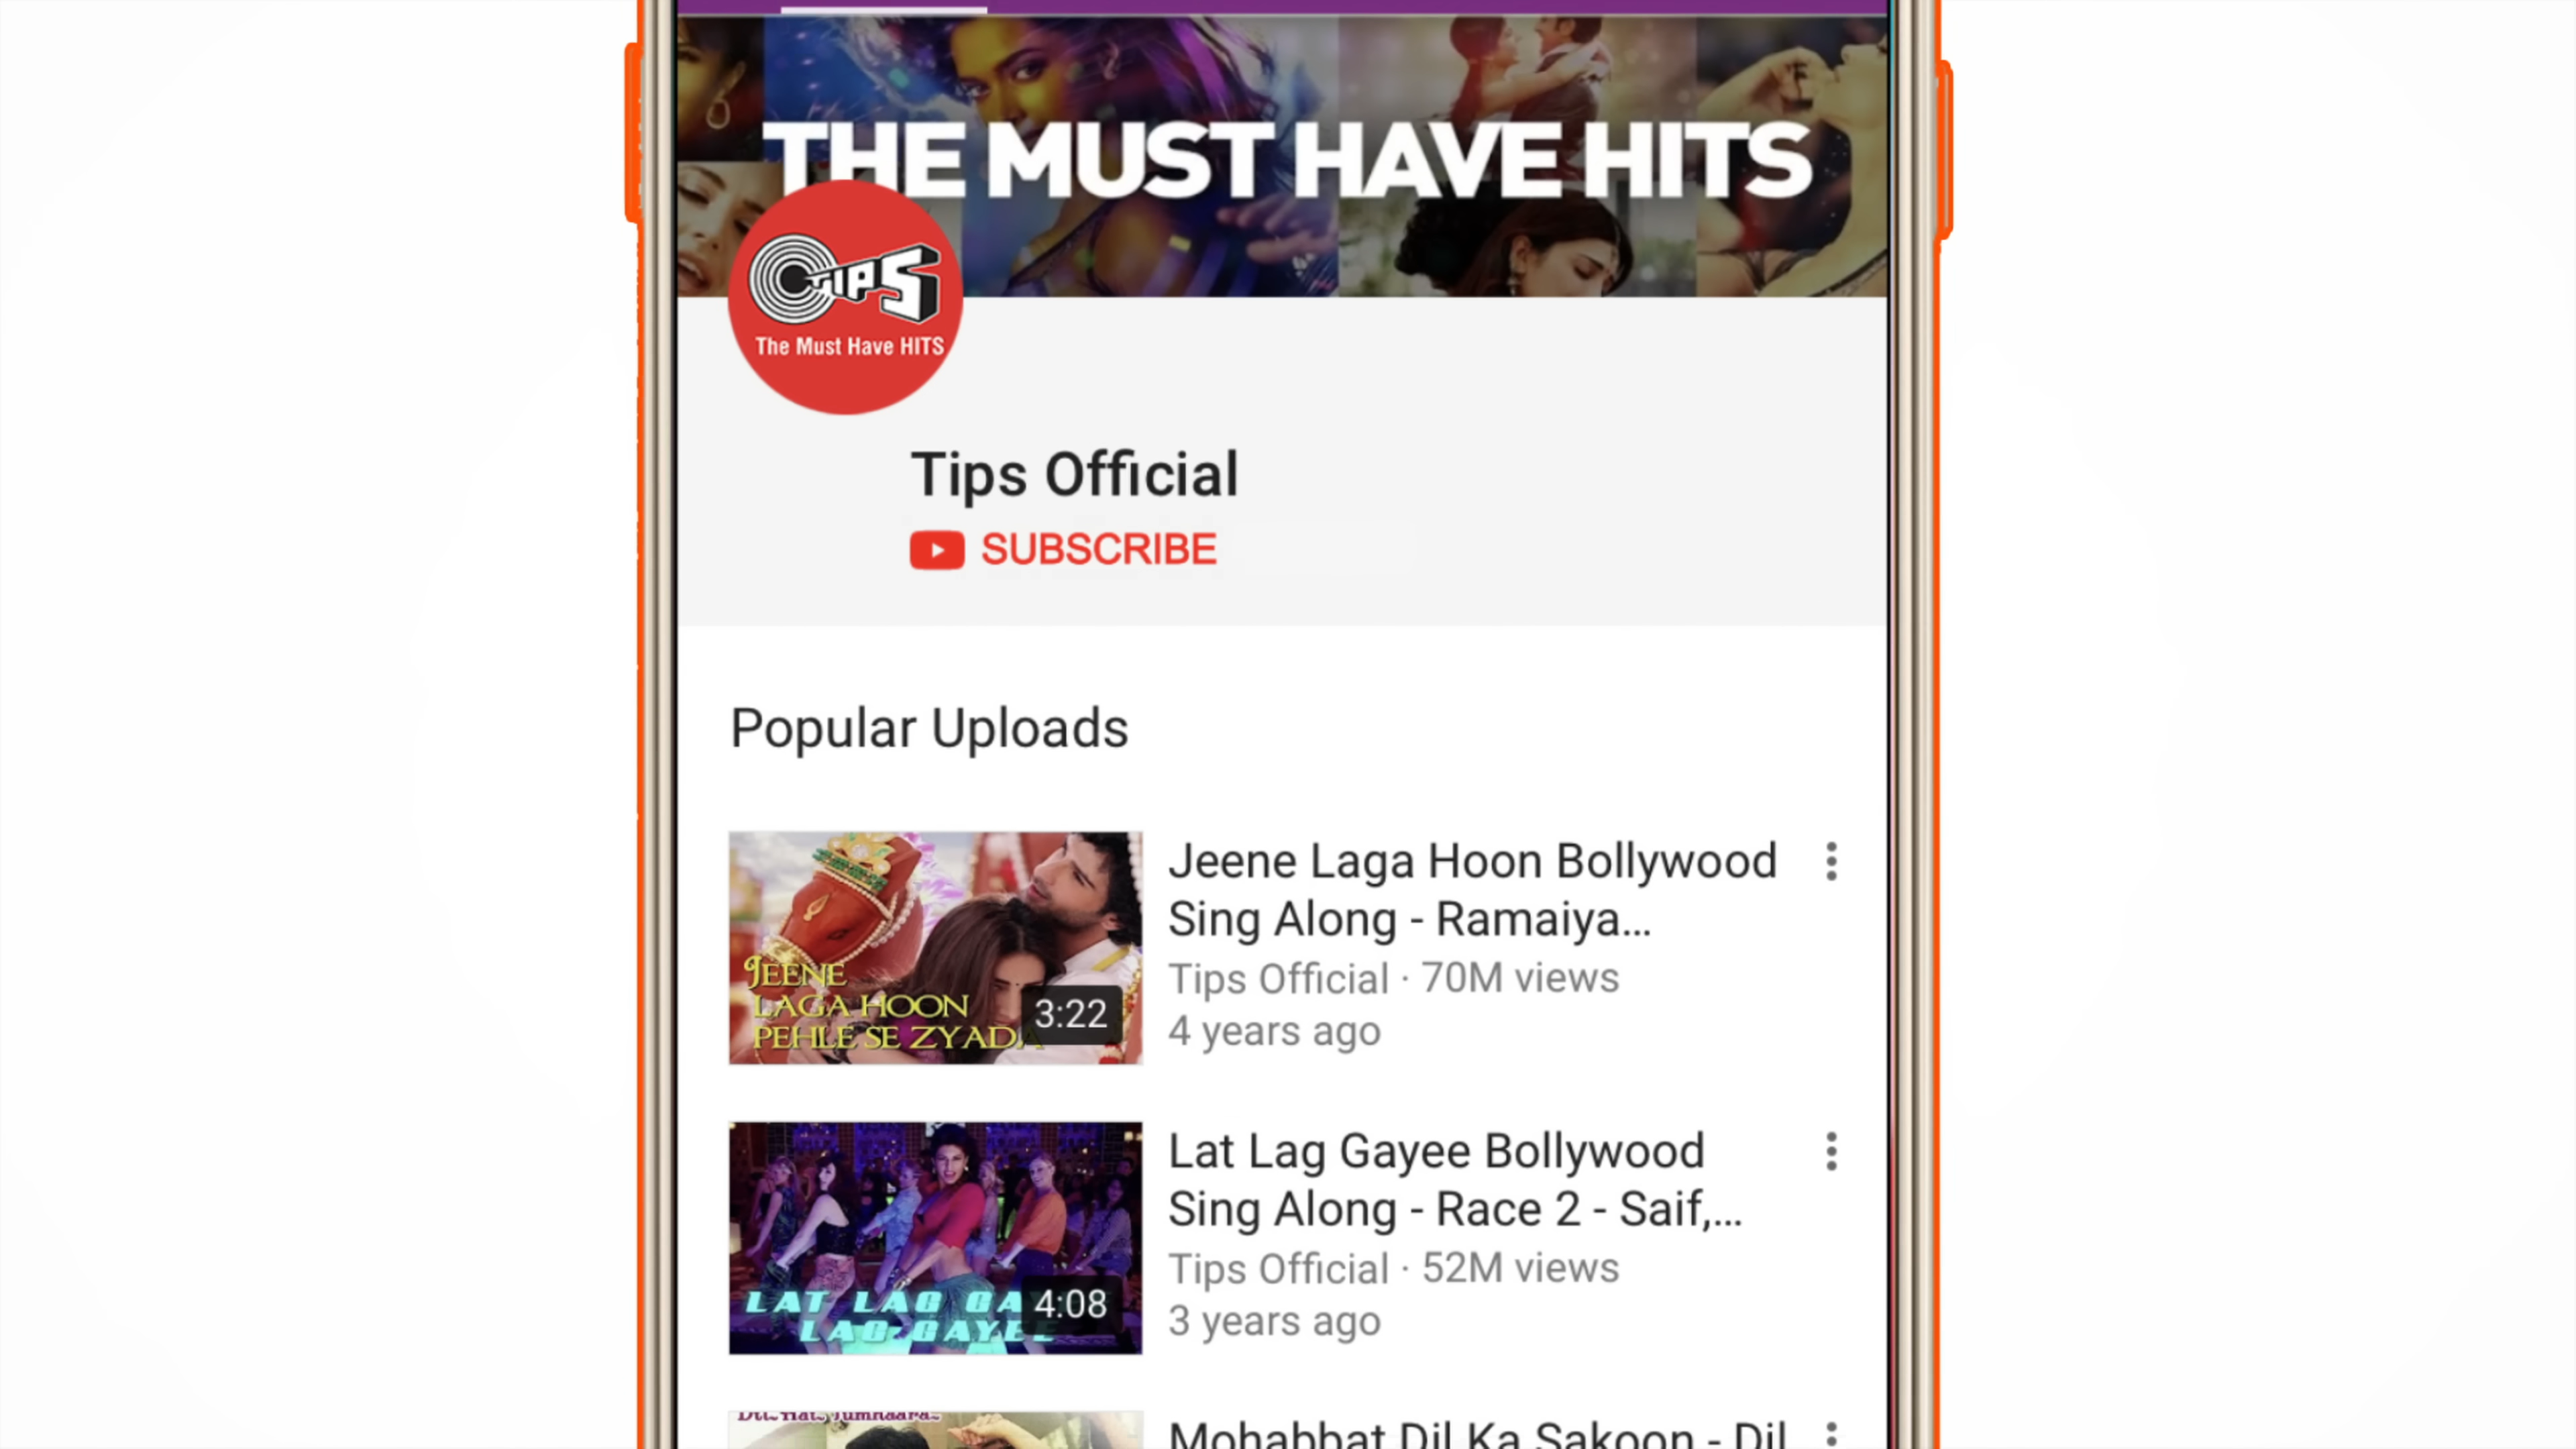 THE MUST HAVE HITS
TIPS
The Must Have HITS
Tips Official
SUBSCRIBE
Popular Uploads
JEENE
LAGA HOON
PEHLE SE ZYADA
3:22
Jeene Laga Hoon Bollywood
Sing Along - Ramaiya...
Tips Official · 70M views
4 years ago
LAT LAG GA
LAG GAYEE
4:08
Lat Lag Gayee Bollywood
Sing Along - Race 2 - Saif,...
Tips Official · 52M views
3 years ago
Mohabbat Dil Ka Sakoon - Dil